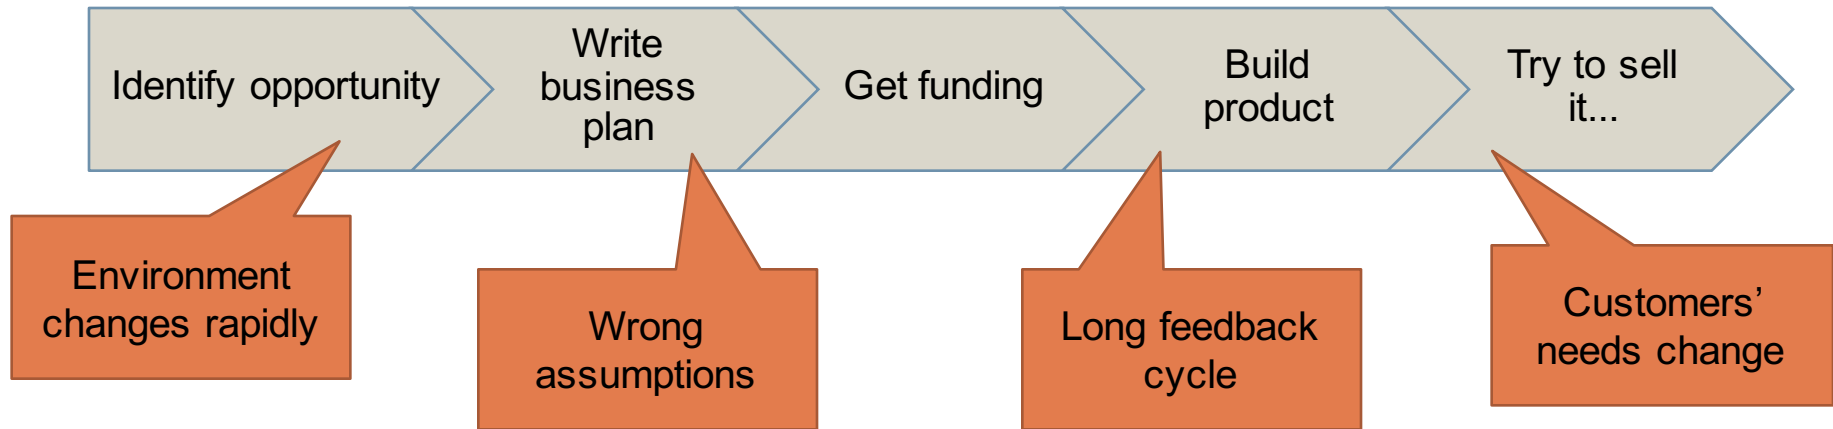 Identify opportunity
Write
business
plan
Get funding
Build
product
Try to sell
it...
Environment
changes rapidly
Wrong
assumptions
Long feedback
cycle
Customers’
needs change